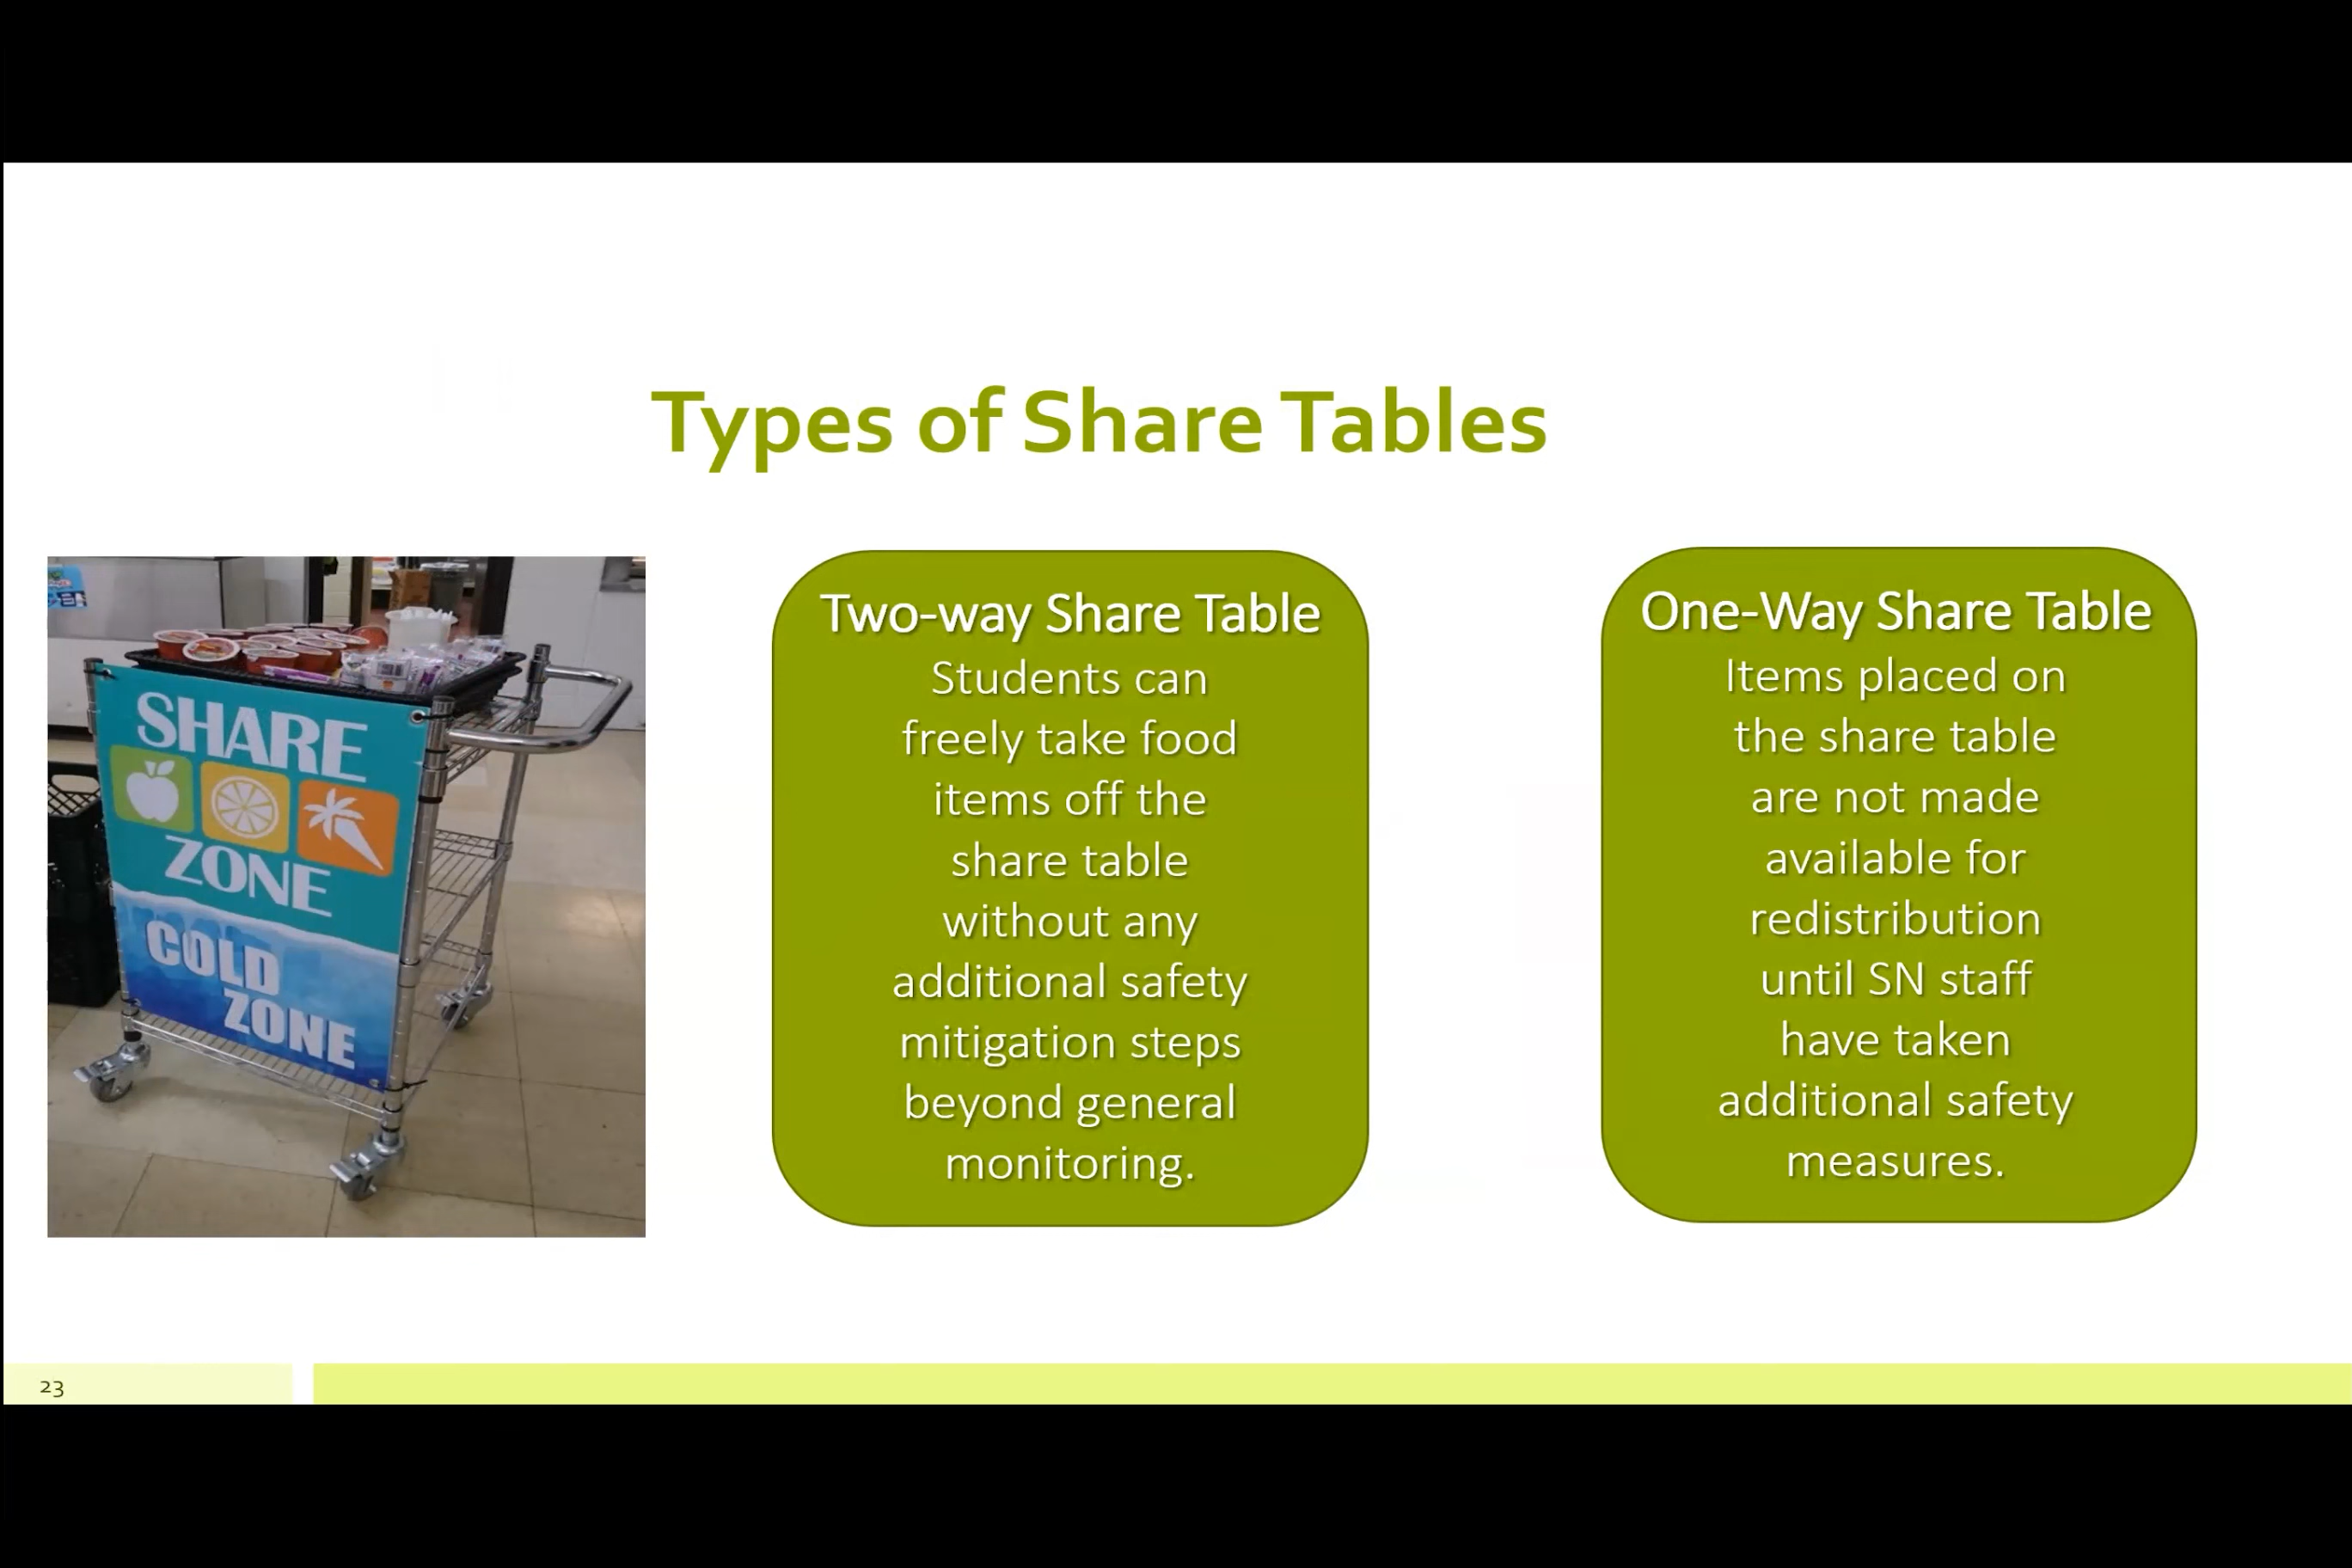 Types of Share Tables
SHARE
ZONE
COLD
ZONE
Two-way Share Table
Students can
freely take food
items off the
share table
without any
additional safety
mitigation steps
beyond general
monitoring.
One-Way Share Table
Items placed on
the share table
are not made
available for
redistribution
until SN staff
have taken
additional safety
measures.
23